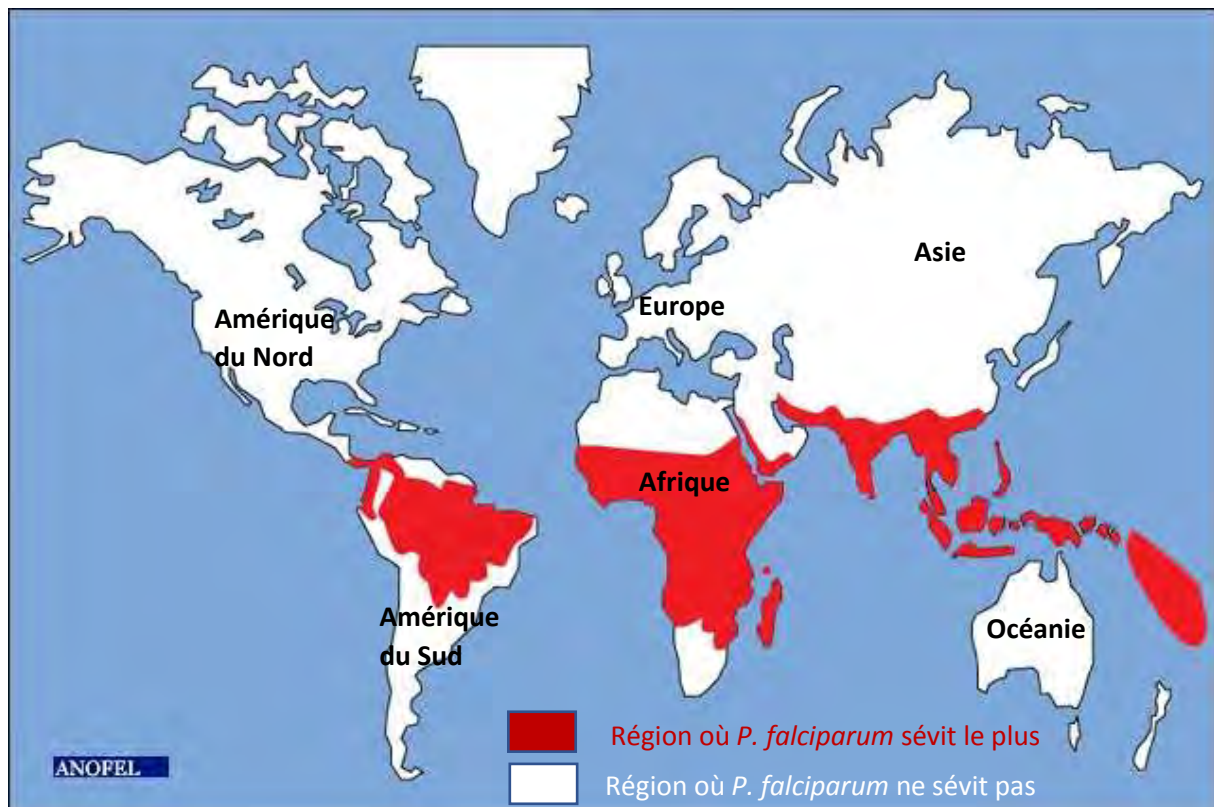 Asie
Europe
Amérique
du Nord
Afrique
Amérique
du Sud
Océanie
Région où P. falciparum sévit le plus
Région où P. falciparum ne sévit pas
ANOFEL